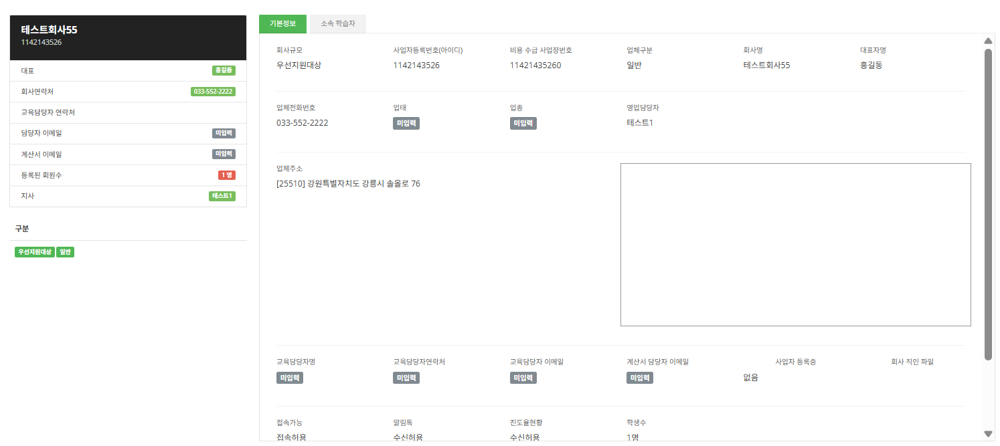 테스트회사55
1142143526
대표 홍길동
회사연락처 033-552-2222
교육담당자 연락처
담당자 이메일 미입력
계산서 이메일 미입력
등록된 회원수 1 명
지사 테스트1
구분
우선지원대상 일반
기본정보 소속 학습자
회사규모 사업자등록번호(아이디) 비용 수급 사업장번호 업체구분 회사명 대표자명
우선지원대상 1142143526 11421435260 일반 테스트회사55 홍길동
업체전화번호 업태 업종 영업담당자
033-552-2222 미입력 미입력 테스트1
업체주소
[25510] 강원특별자치도 강릉시 솔올로 76
교육담당자명 교육담당자연락처 교육담당자 이메일 계산서 담당자 이메일 사업자 등록증 회사 직인 파일
미입력 미입력 미입력 미입력 없음
접속가능 알림톡 진도율현황 학생수
접속허용 수신허용 수신허용 1명